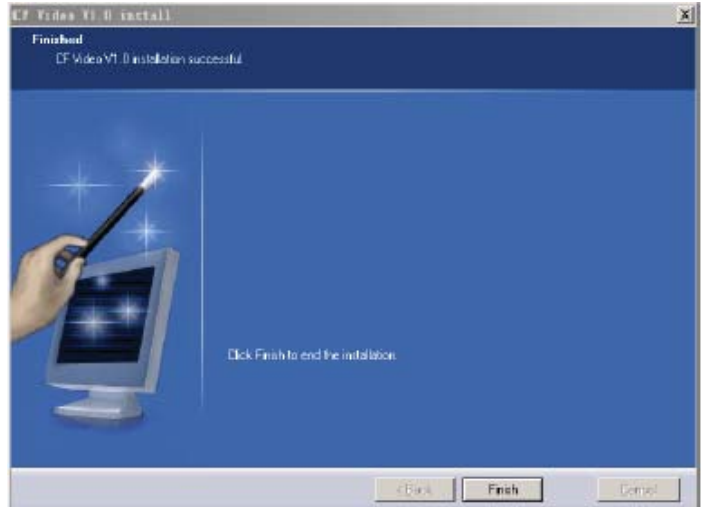 CF Video V1.0 install
Finished
CF Video V1.0 installation successful
Click Finish to end the installation.
< Back
Finish
Cancel